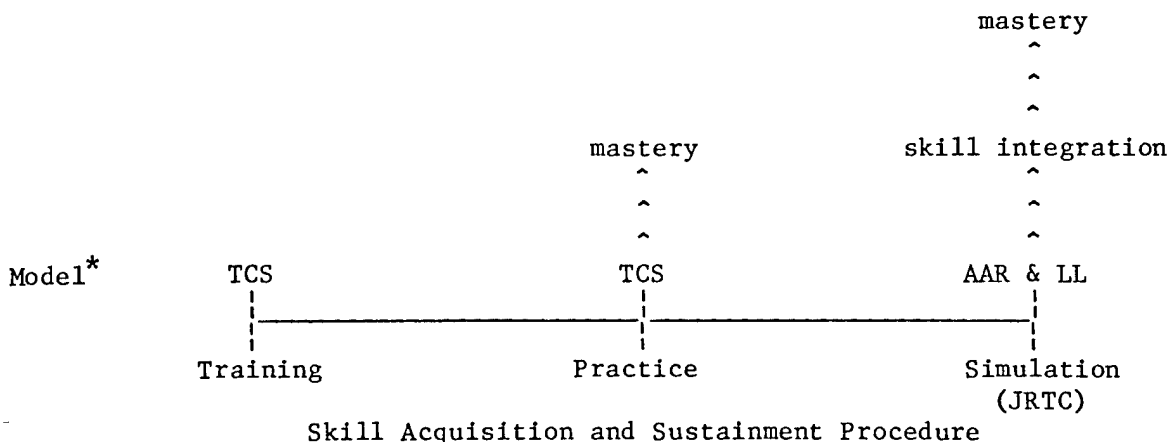 mastery
^
^
^
mastery skill integration
^ ^
^ ^
^ ^
Model* TCS TCS AAR & LL
Training Practice Simulation
(JRTC)
Skill Acquisition and Sustainment Procedure